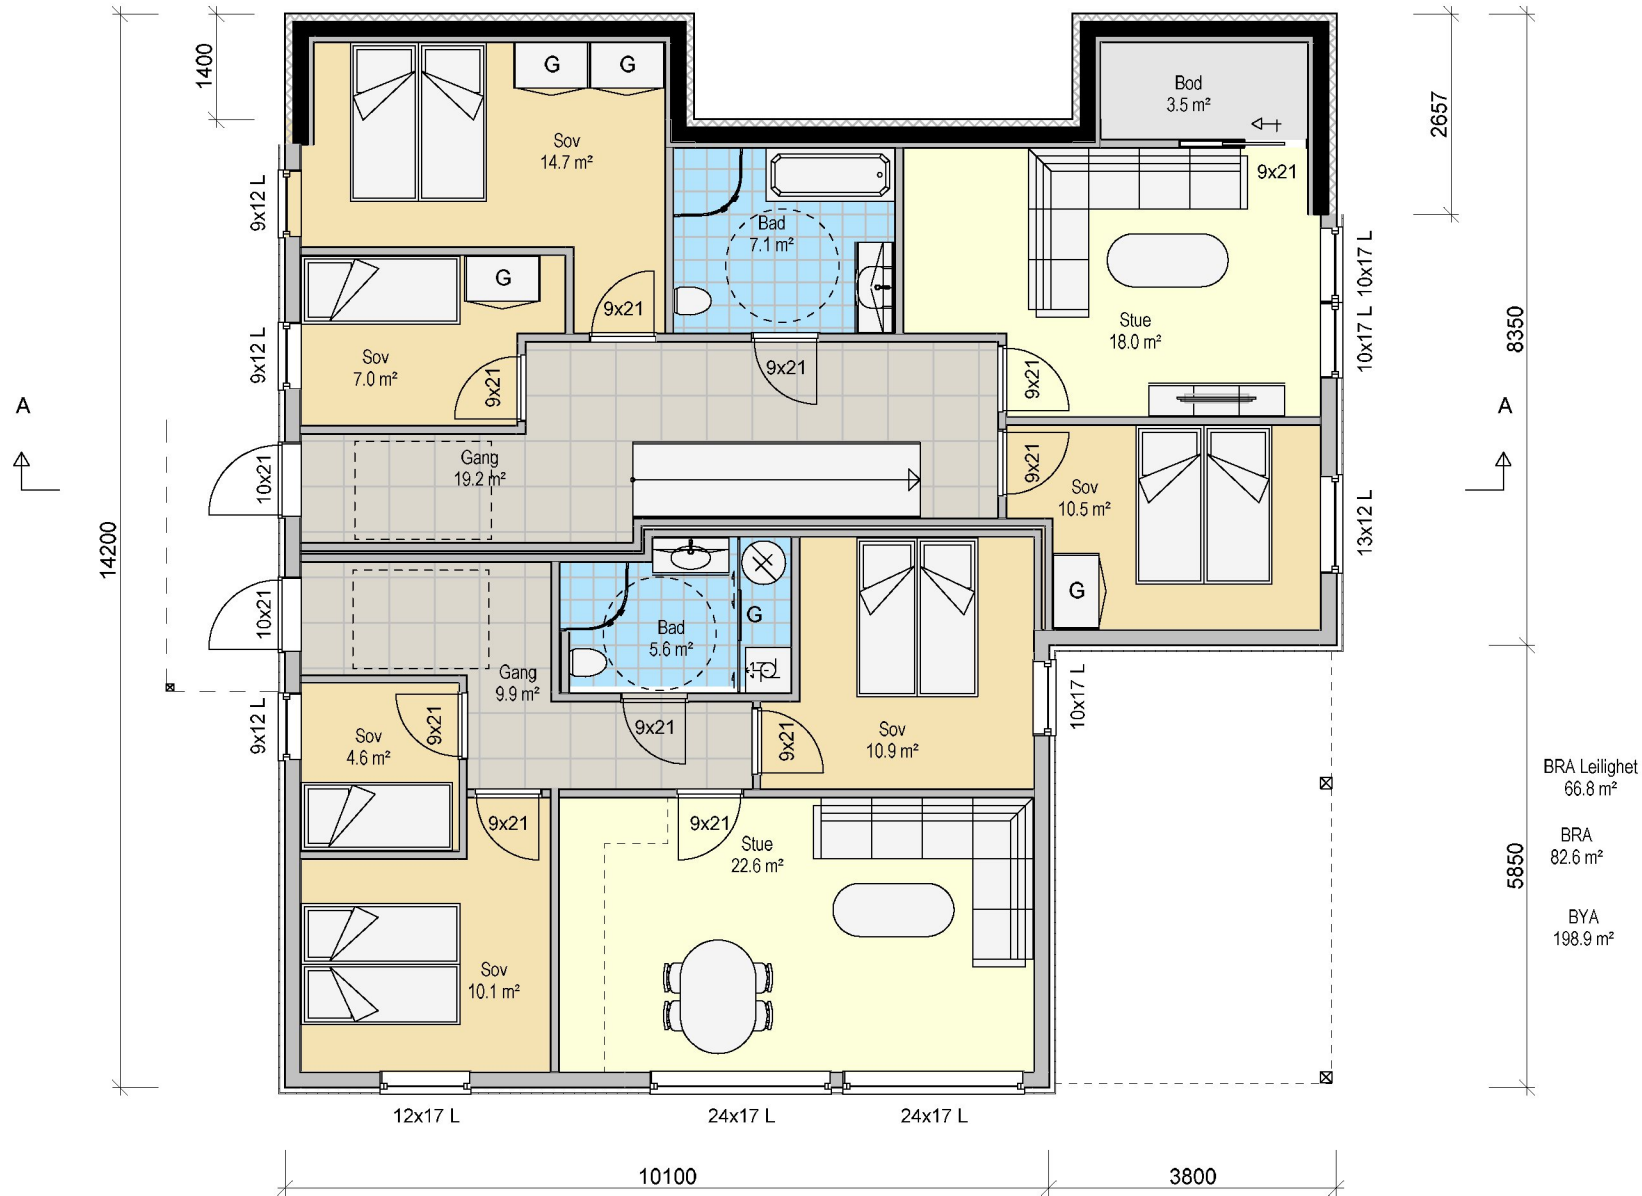 1400
G
G
Bod
3.5 m²
2657
Sov
14.7 m²
9x12 L
9x21
Bad
7.1 m²
10x17 L
G
9x21
Stue
18.0 m²
10x17 L
8350
9x12 L
Sov
7.0 m²
9x21
9x21
9x21
A
A
Gang
19.2 m²
10x21
9x21
Sov
10.5 m²
13x12 L
14200
10x21
G
G
Bad
5.6 m²
Gang
9.9 m²
10x17 L
9x12 L
Sov
4.6 m²
9x21
9x21
9x21
Sov
10.9 m²
BRA Leilighet
66.8 m²
9x21
9x21
Stue
22.6 m²
BRA
82.6 m²
5850
BYA
198.9 m²
Sov
10.1 m²
12x17 L
24x17 L
24x17 L
10100
3800